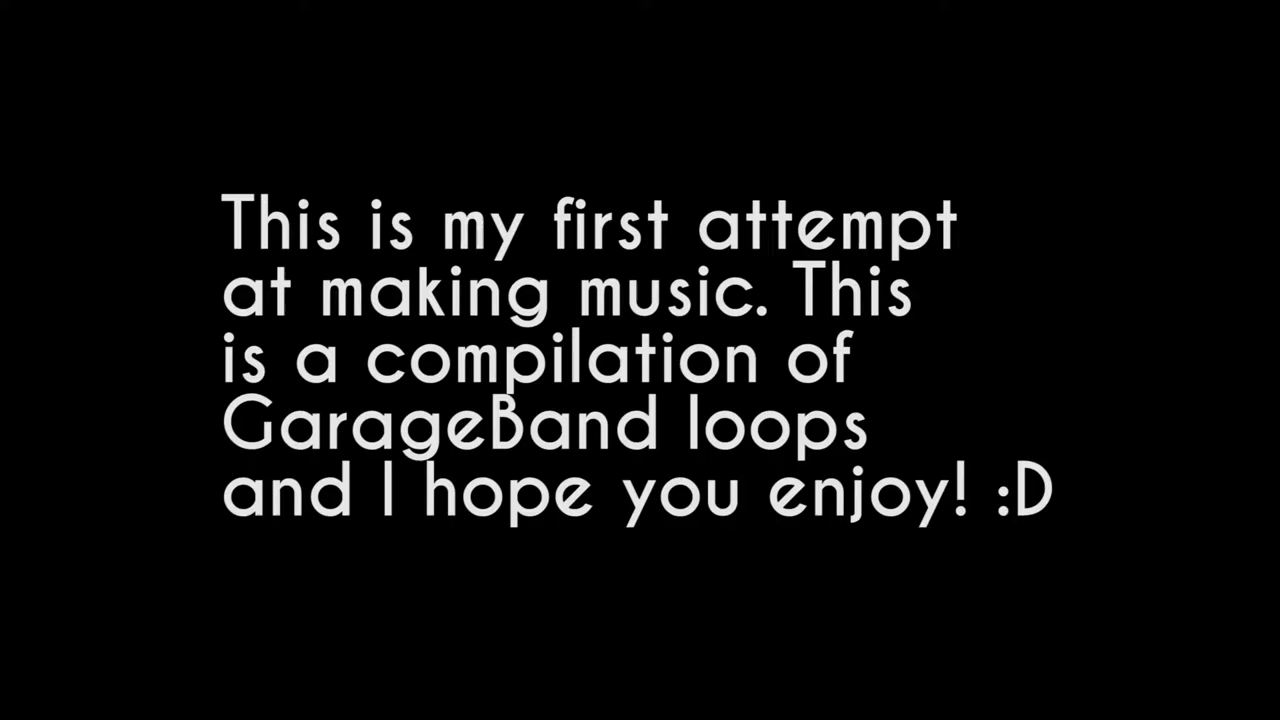 This is my first attempt
at making music. This
is a compilation of
GarageBand loops
and I hope you enjoy! :D